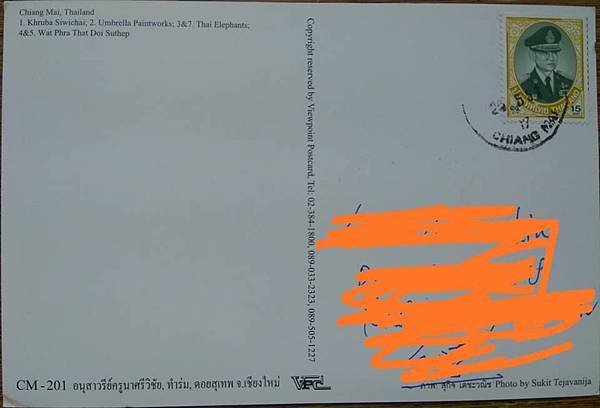 Chiang Mai, Thailand
1. Khruba Siwichai; 2. Umbrella Paintworks; 3&7. Thai Elephants;
4&5. Wat Phra That Doi Suthep
Copyright reserved by Viewpoint Postcard, Tel: 02-384-1800, 089-033-2323, 089-505-1227
15
CHIANG MAI
CM - 201 อนุสาวรีย์ครูบาศรีวิชัย, ทำร่ม, ดอยสุเทพ จ.เชียงใหม่
VPC
ภาพ: สุกิจ เตชะวณิช Photo by Sukit Tejavanija